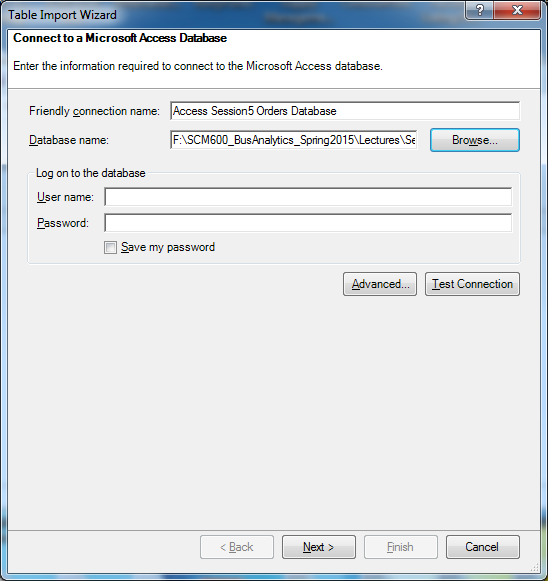 Table Import Wizard
Connect to a Microsoft Access Database
Enter the information required to connect to the Microsoft Access database.
Friendly connection name: Access Session5 Orders Database
Database name: F:\SCM600_BusAnalytics_Spring2015\Lectures\Se Browse...
Log on to the database
User name:
Password:
Save my password
Advanced... Test Connection
< Back Next > Finish Cancel